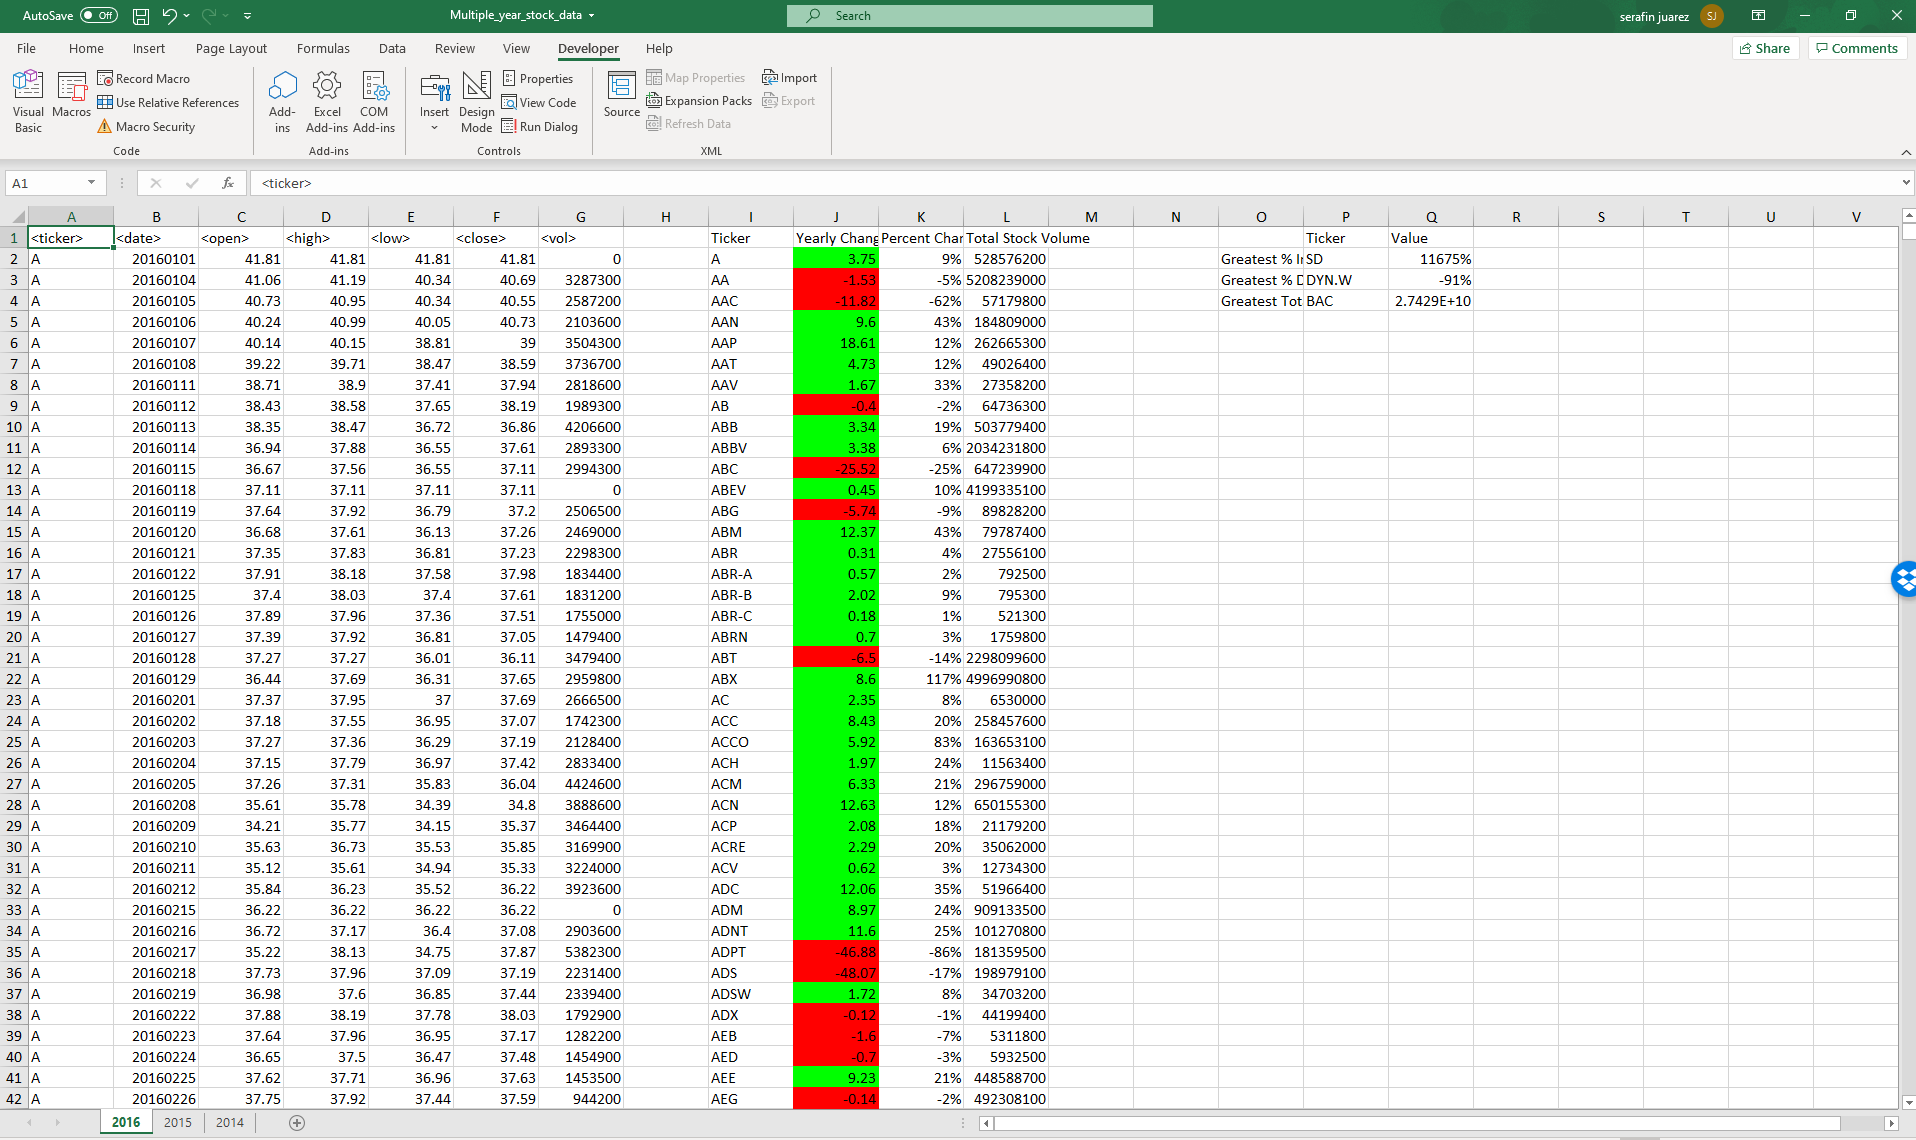 AutoSave Off Multiple_year_stock_data Search serafin juarez SJ
File Home Insert Page Layout Formulas Data Review View Developer Help Share Comments
Visual Basic Macros Record Macro Use Relative References Macro Security Add-ins Excel Add-ins COM Add-ins Insert Design Mode Properties View Code Run Dialog Source Map Properties Expansion Packs Refresh Data Import Export
Code Add-ins Controls XML
A1 fx <ticker>
A B C D E F G H I J K L M N O P Q R S T U V
1 <ticker> <date> <open> <high> <low> <close> <vol> Ticker Yearly Chang Percent Char Total Stock Volume Ticker Value
2 A 20160101 41.81 41.81 41.81 41.81 0 A 3.75 9% 528576200 Greatest % I SD 11675%
3 A 20160104 41.06 41.19 40.34 40.69 3287300 AA -1.53 -5% 5208239000 Greatest % D DYN.W -91%
4 A 20160105 40.73 40.95 40.34 40.55 2587200 AAC -11.82 -62% 57179800 Greatest Tot BAC 2.7429E+10
5 A 20160106 40.24 40.99 40.05 40.73 2103600 AAN 9.6 43% 184809000
6 A 20160107 40.14 40.15 38.81 39 3504300 AAP 18.61 12% 262665300
7 A 20160108 39.22 39.71 38.47 38.59 3736700 AAT 4.73 12% 49026400
8 A 20160111 38.71 38.9 37.41 37.94 2818600 AAV 1.67 33% 27358200
9 A 20160112 38.43 38.58 37.65 38.19 1989300 AB -0.4 -2% 64736300
10 A 20160113 38.35 38.47 36.72 36.86 4206600 ABB 3.34 19% 503779400
11 A 20160114 36.94 37.88 36.55 37.61 2893300 ABBV 3.38 6% 2034231800
12 A 20160115 36.67 37.56 36.55 37.11 2994300 ABC -25.52 -25% 647239900
13 A 20160118 37.11 37.11 37.11 37.11 0 ABEV 0.45 10% 4199335100
14 A 20160119 37.64 37.92 36.79 37.2 2506500 ABG -5.74 -9% 89828200
15 A 20160120 36.68 37.61 36.13 37.26 2469000 ABM 12.37 43% 79787400
16 A 20160121 37.35 37.83 36.81 37.23 2298300 ABR 0.31 4% 27556100
17 A 20160122 37.91 38.18 37.58 37.98 1834400 ABR-A 0.57 2% 792500
18 A 20160125 37.4 38.03 37.4 37.61 1831200 ABR-B 2.02 9% 795300
19 A 20160126 37.89 37.96 37.36 37.51 1755000 ABR-C 0.18 1% 521300
20 A 20160127 37.39 37.92 36.81 37.05 1479400 ABRN 0.7 3% 1759800
21 A 20160128 37.27 37.27 36.01 36.11 3479400 ABT -6.5 -14% 2298099600
22 A 20160129 36.44 37.69 36.31 37.65 2959800 ABX 8.6 117% 4996990800
23 A 20160201 37.37 37.95 37 37.69 2666500 AC 2.35 8% 6530000
24 A 20160202 37.18 37.55 36.95 37.07 1742300 ACC 8.43 20% 258457600
25 A 20160203 37.27 37.36 36.29 37.19 2128400 ACCO 5.92 83% 163653100
26 A 20160204 37.15 37.79 36.97 37.42 2833400 ACH 1.97 24% 11563400
27 A 20160205 37.26 37.31 35.83 36.04 4424600 ACM 6.33 21% 296759000
28 A 20160208 35.61 35.78 34.39 34.8 3888600 ACN 12.63 12% 650155300
29 A 20160209 34.21 35.77 34.15 35.37 3464400 ACP 2.08 18% 21179200
30 A 20160210 35.63 36.73 35.53 35.85 3169900 ACRE 2.29 20% 35062000
31 A 20160211 35.12 35.61 34.94 35.33 3224000 ACV 0.62 3% 12734300
32 A 20160212 35.84 36.23 35.52 36.22 3923600 ADC 12.06 35% 51966400
33 A 20160215 36.22 36.22 36.22 36.22 0 ADM 8.97 24% 909133500
34 A 20160216 36.72 37.17 36.4 37.08 2903600 ADNT 11.6 25% 101270800
35 A 20160217 35.22 38.13 34.75 37.87 5382300 ADPT -46.88 -86% 181359500
36 A 20160218 37.73 37.96 37.09 37.19 2231400 ADS -48.07 -17% 198979100
37 A 20160219 36.98 37.6 36.85 37.44 2339400 ADSW 1.72 8% 34703200
38 A 20160222 37.88 38.19 37.78 38.03 1792900 ADX -0.12 -1% 44199400
39 A 20160223 37.64 37.96 36.95 37.17 1282200 AEB -1.6 -7% 5311800
40 A 20160224 36.65 37.5 36.47 37.48 1454900 AED -0.7 -3% 5932500
41 A 20160225 37.62 37.71 36.96 37.63 1453500 AEE 9.23 21% 448588700
42 A 20160226 37.75 37.92 37.44 37.59 944200 AEG -0.14 -2% 492308100
2016 2015 2014